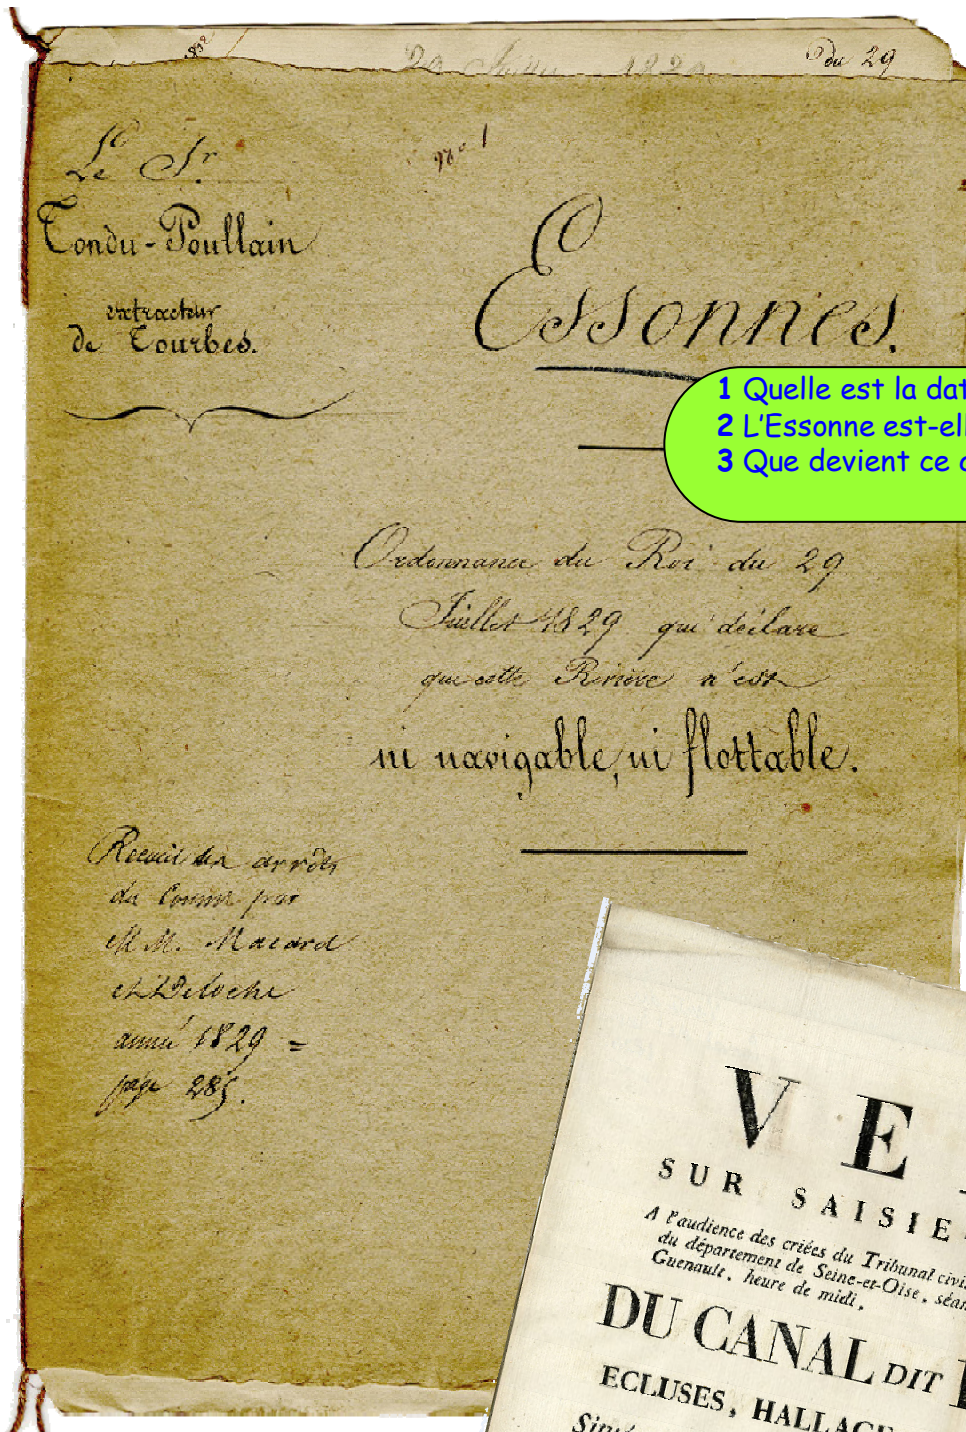 du 29
Le Sr.
n° 1
Tondu-Poullain
extracteur
de Tourbes.
Essonnes.
1 Quelle est la dat
2 L'Essonne est-ell
3 Que devient ce
Ordonnance du Roi du 29
Juillet 1829 qui déclare
que cette Rivière n'est
ni navigable, ni flottable.
Recueil des arrêts
du Conseil par
MM. Macard
et Deloche
année 1829 =
page 285.
VE
SUR SAISIE
A l'audience des criées du Tribunal civi
du département de Seine-et-Oise, séan
Guenault, heure de midi,
DU CANAL DIT
ECLUSES, HALLAGE